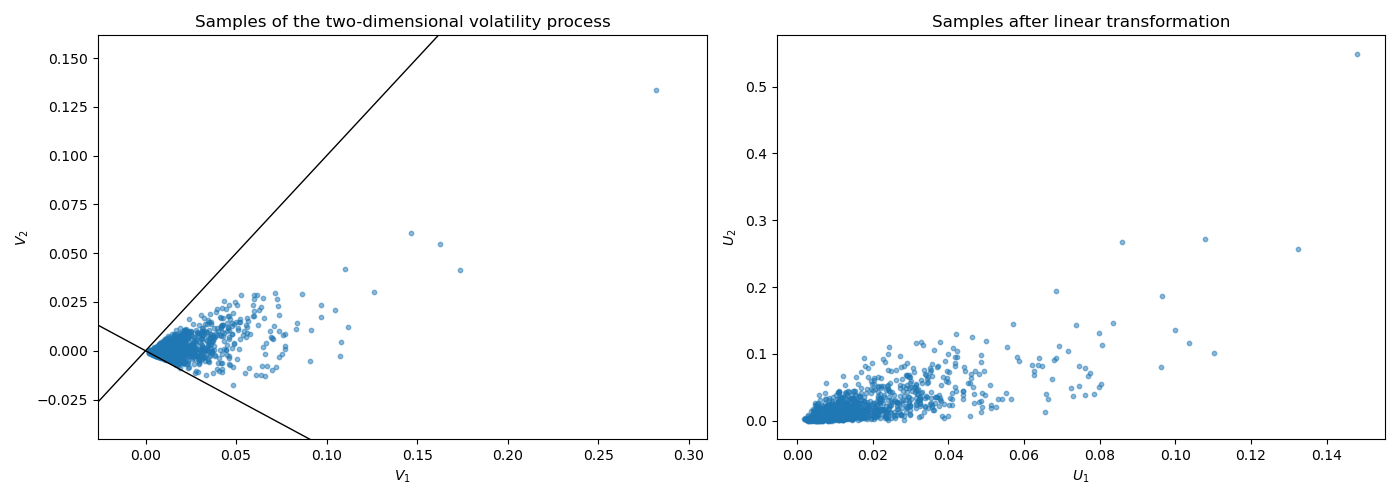 Samples of the two-dimensional volatility process
0.150
0.125
0.100
0.075
0.050
0.025
0.000
−0.025
V₂
0.00 0.05 0.10 0.15 0.20 0.25 0.30
V₁
Samples after linear transformation
0.5
0.4
0.3
0.2
0.1
0.0
U₂
0.00 0.02 0.04 0.06 0.08 0.10 0.12 0.14
U₁